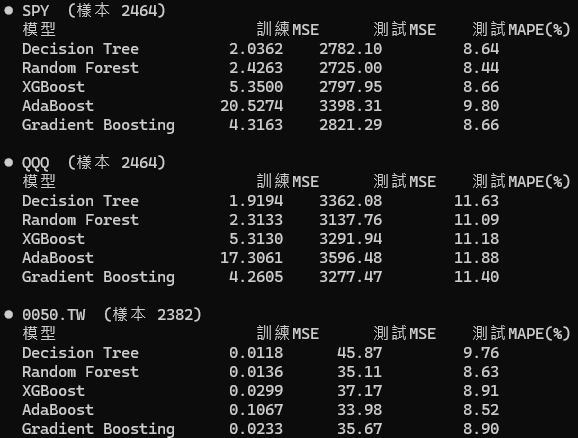 ● SPY (樣本 2464)
模型 訓練MSE 測試MSE 測試MAPE(%)
Decision Tree 2.0362 2782.10 8.64
Random Forest 2.4263 2725.00 8.44
XGBoost 5.3500 2797.95 8.66
AdaBoost 20.5274 3398.31 9.80
Gradient Boosting 4.3163 2821.29 8.66
● QQQ (樣本 2464)
模型 訓練MSE 測試MSE 測試MAPE(%)
Decision Tree 1.9194 3362.08 11.63
Random Forest 2.3133 3137.76 11.09
XGBoost 5.3130 3291.94 11.18
AdaBoost 17.3061 3596.48 11.88
Gradient Boosting 4.2605 3277.47 11.40
● 0050.TW (樣本 2382)
模型 訓練MSE 測試MSE 測試MAPE(%)
Decision Tree 0.0118 45.87 9.76
Random Forest 0.0136 35.11 8.63
XGBoost 0.0299 37.17 8.91
AdaBoost 0.1067 33.98 8.52
Gradient Boosting 0.0233 35.67 8.90